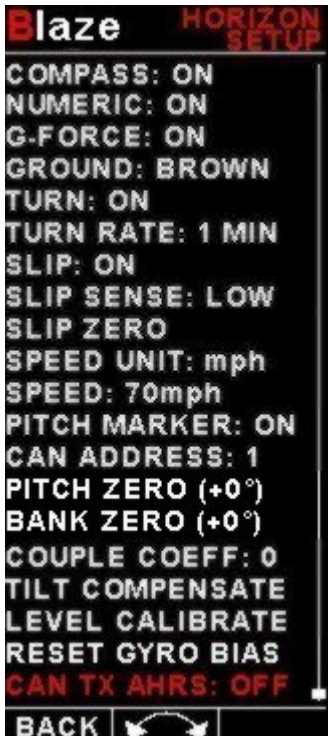 Blaze HORIZON
SETUP
COMPASS: ON
NUMERIC: ON
G-FORCE: ON
GROUND: BROWN
TURN: ON
TURN RATE: 1 MIN
SLIP: ON
SLIP SENSE: LOW
SLIP ZERO
SPEED UNIT: mph
SPEED: 70mph
PITCH MARKER: ON
CAN ADDRESS: 1
PITCH ZERO (+0°)
BANK ZERO (+0°)
COUPLE COEFF: 0
TILT COMPENSATE
LEVEL CALIBRATE
RESET GYRO BIAS
CAN TX AHRS: OFF
BACK